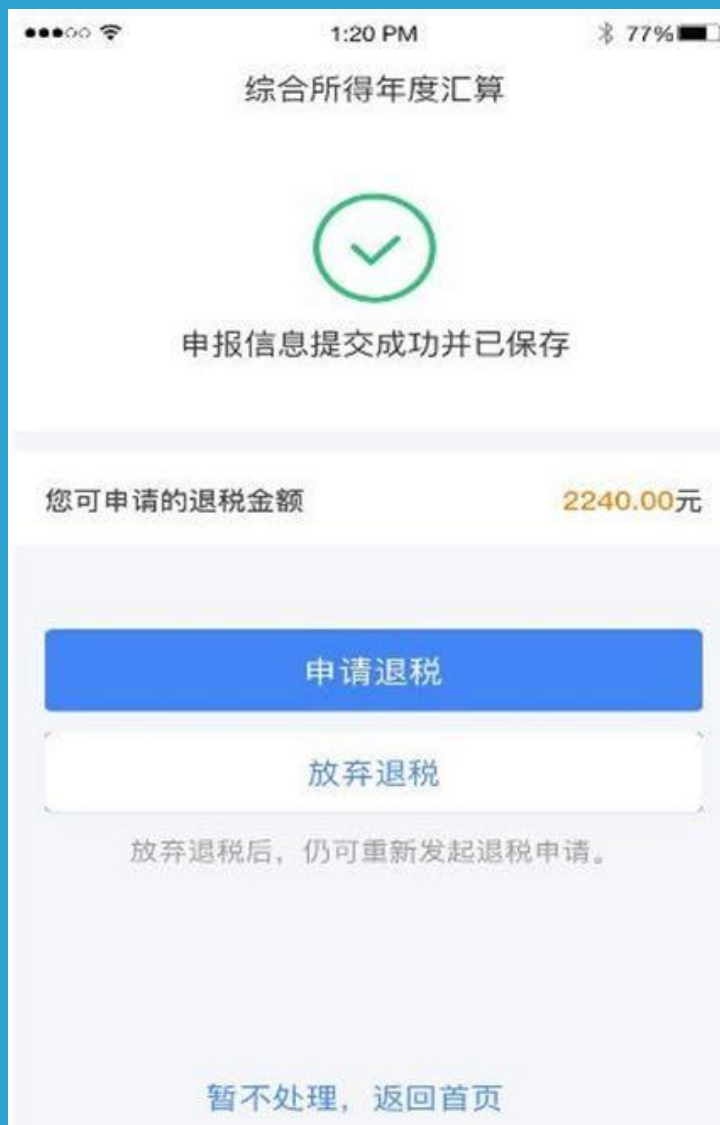 1:20 PM
77%
综合所得年度汇算
申报信息提交成功并已保存
您可申请的退税金额
2240.00元
申请退税
放弃退税
放弃退税后，仍可重新发起退税申请。
暂不处理，返回首页